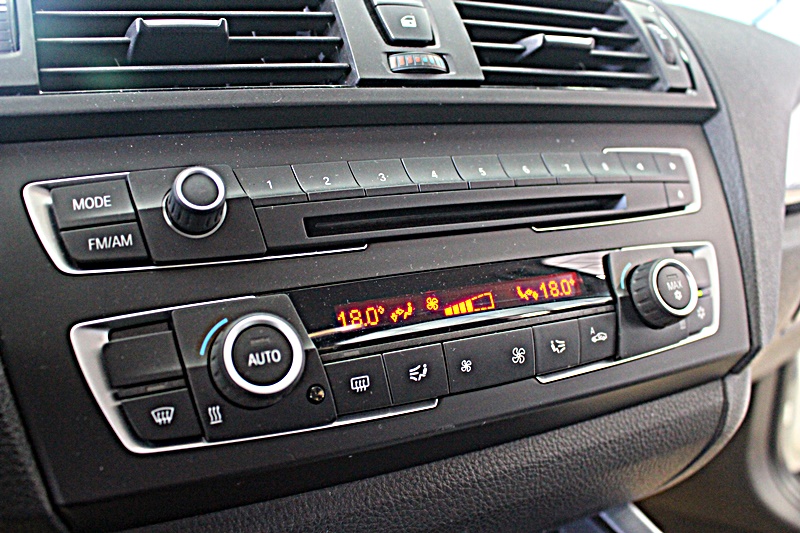 1 2 3 4 5 6 7 8
MODE
FM/AM
18.0° 18.0°
MAX
AUTO
A